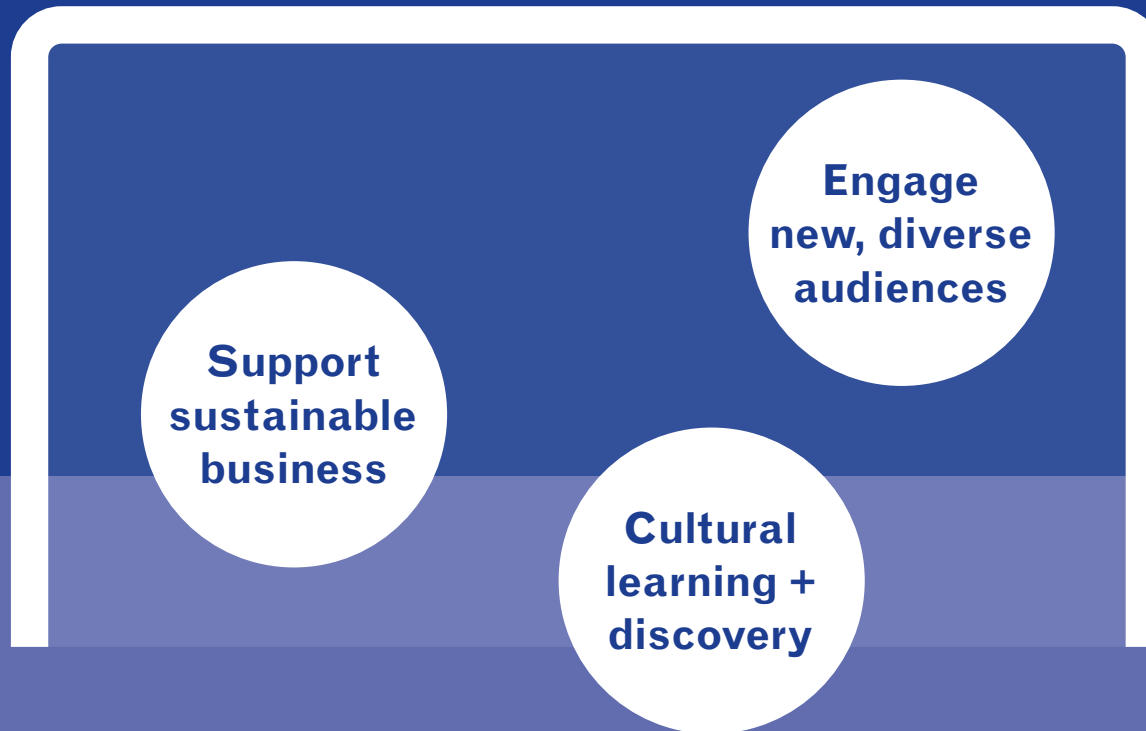 Engage
new, diverse
audiences
Support
sustainable
business
Cultural
learning +
discovery